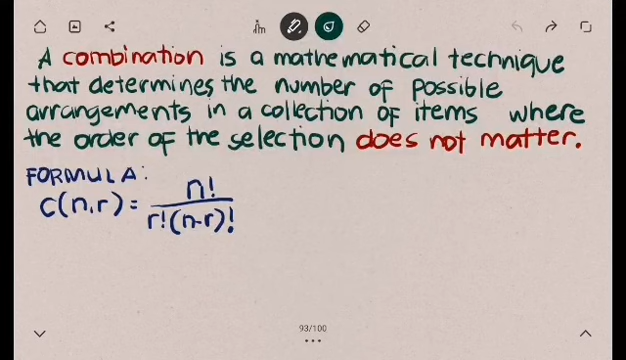 A combination is a mathematical technique
that determines the number of possible
arrangements in a collection of items where
the order of the selection does not matter.
FORMULA:
C(n,r) = n! / r!(n-r)!
93/100